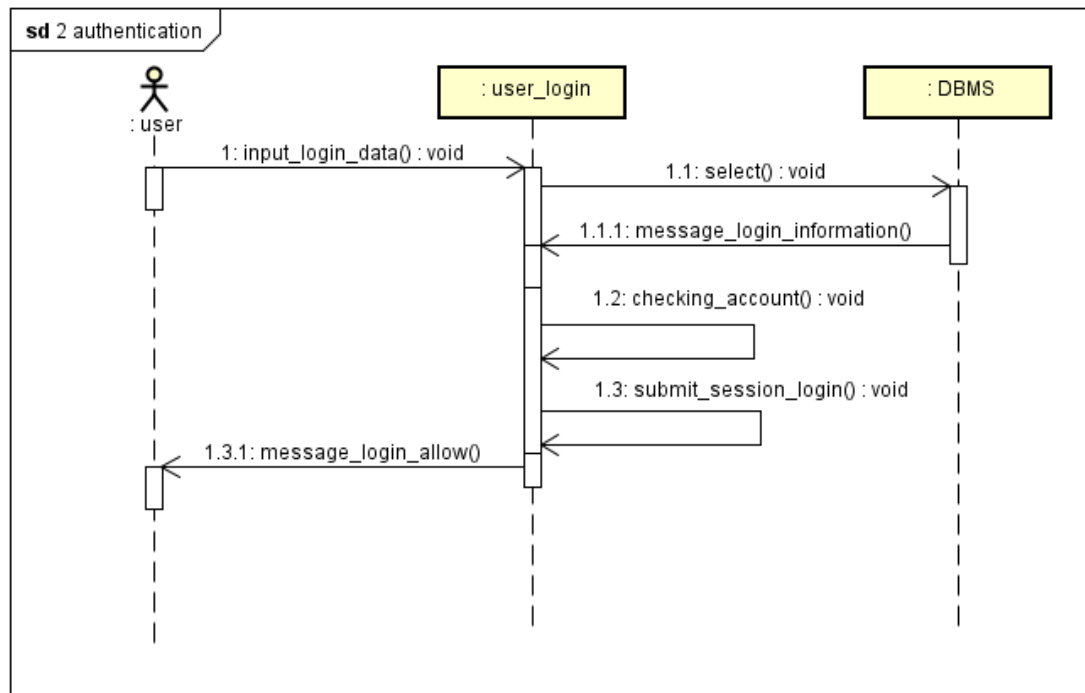 sd 2 authentication
: user
: user_login
: DBMS
1: input_login_data() : void
1.1: select() : void
1.1.1: message_login_information()
1.2: checking_account() : void
1.3: submit_session_login() : void
1.3.1: message_login_allow()